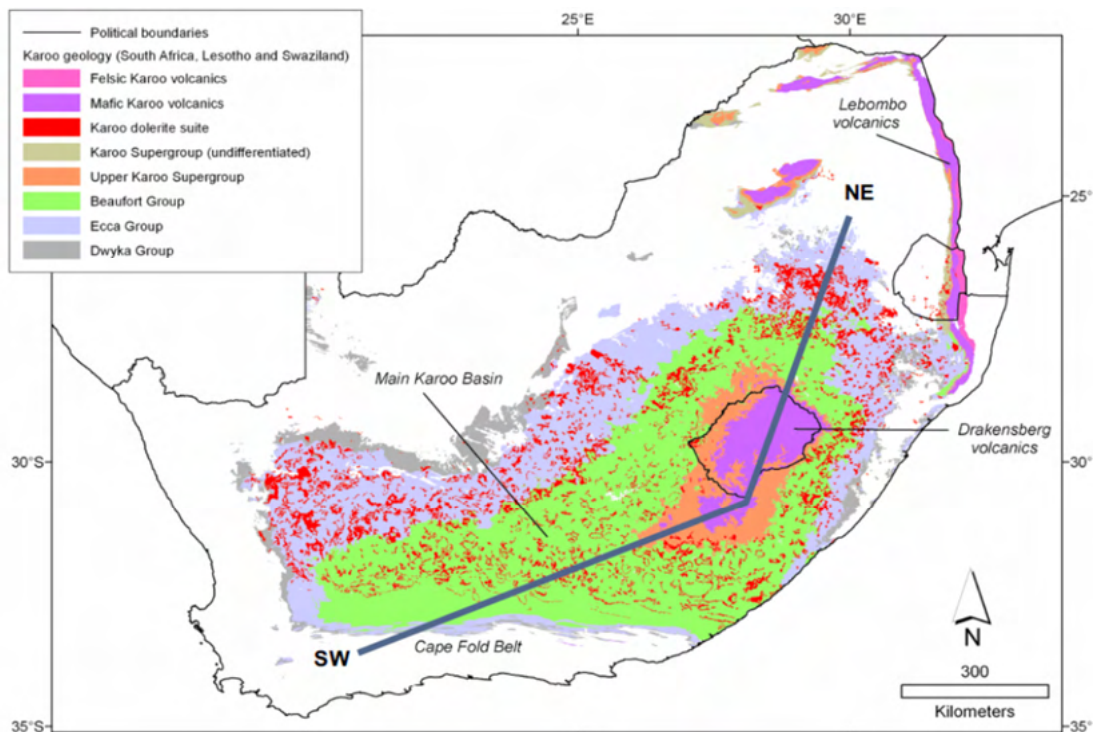 25°E
30°E
Political boundaries
Karoo geology (South Africa, Lesotho and Swaziland)
Felsic Karoo volcanics
Mafic Karoo volcanics
Karoo dolerite suite
Karoo Supergroup (undifferentiated)
Upper Karoo Supergroup
Beaufort Group
Ecca Group
Dwyka Group
Lebombo
volcanics
NE
25°
Main Karoo Basin
Drakensberg
volcanics
30°S
30°
SW
Cape Fold Belt
N
300
Kilometers
35°S
35°